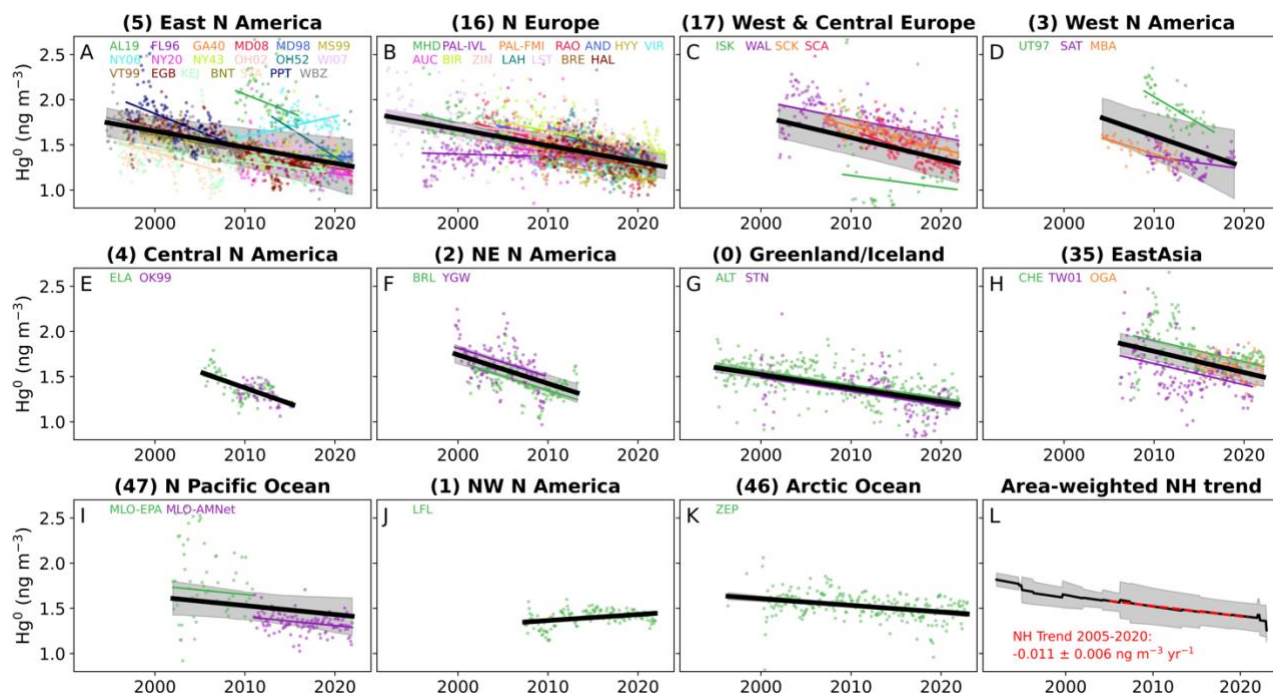 (5) East N America
(16) N Europe
(17) West & Central Europe
(3) West N America
A
AL19 FL96 GA40 MD08 MD98 MS99
NY06 NY20 NY43 OH02 OH52 WI07
VT99 EGB KEJ BNT PPT WBZ
B
MHD PAL-IVL PAL-FMI RAO AND HYY VIR
AUC BIR ZIN LAH LST BRE HAL
C
ISK WAL SCK SCA
D
UT97 SAT MBA
Hg⁰ (ng m⁻³)
2.5
2.0
1.5
1.0
2000 2010 2020
2000 2010 2020
2000 2010 2020
2000 2010 2020
(4) Central N America
(2) NE N America
(0) Greenland/Iceland
(35) EastAsia
E
ELA OK99
F
BRL YGW
G
ALT STN
H
CHE TW01 OGA
Hg⁰ (ng m⁻³)
2.5
2.0
1.5
1.0
2000 2010 2020
2000 2010 2020
2000 2010 2020
2000 2010 2020
(47) N Pacific Ocean
(1) NW N America
(46) Arctic Ocean
Area-weighted NH trend
I
MLO-EPA MLO-AMNet
J
LFL
K
ZEP
L
Hg⁰ (ng m⁻³)
2.5
2.0
1.5
1.0
NH Trend 2005-2020:
-0.011 ± 0.006 ng m⁻³ yr⁻¹
2000 2010 2020
2000 2010 2020
2000 2010 2020
2000 2010 2020